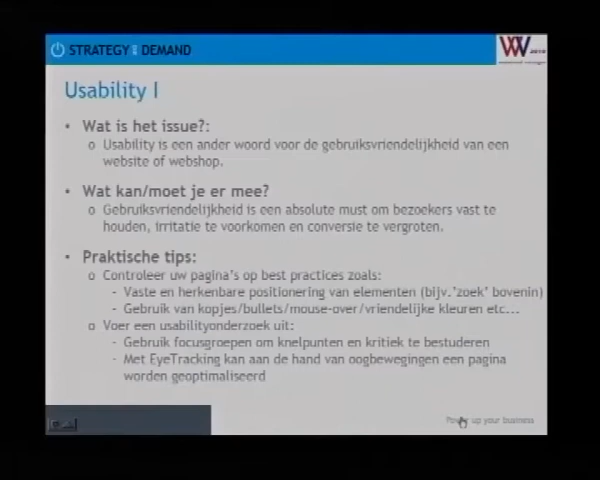 STRATEGY ON DEMAND
WV 2010
Usability I
• Wat is het issue?:
o Usability is een ander woord voor de gebruiksvriendelijkheid van een
website of webshop.
• Wat kan/moet je er mee?
o Gebruiksvriendelijkheid is een absolute must om bezoekers vast te
houden, irritatie te voorkomen en conversie te vergroten.
• Praktische tips:
o Controleer uw pagina's op best practices zoals:
- Vaste en herkenbare positionering van elementen (bijv.'zoek' bovenin)
- Gebruik van kopjes/bullets/mouse-over/vriendelijke kleuren etc...
o Voer een usabilityonderzoek uit:
- Gebruik focusgroepen om knelpunten en kritiek te bestuderen
- Met EyeTracking kan aan de hand van oogbewegingen een pagina
worden geoptimaliseerd
Power up your business